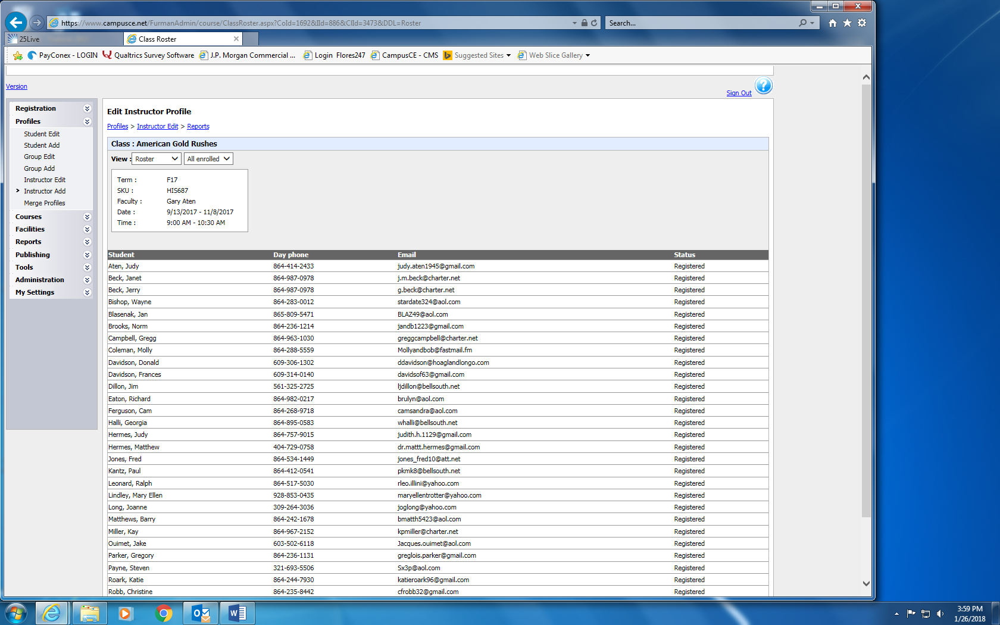 https://www.campusce.net/FurmanAdmin/course/ClassRoster.aspx?CoId=1692&IId=886&ClId=3473&DDL=Roster
Search...
25Live
Class Roster
PayConex - LOGIN Qualtrics Survey Software J.P. Morgan Commercial ... Login Flores247 CampusCE - CMS Suggested Sites Web Slice Gallery
Version
Sign Out
Registration
Profiles
Student Edit
Student Add
Group Edit
Group Add
Instructor Edit
Instructor Add
Merge Profiles
Courses
Facilities
Reports
Publishing
Tools
Administration
My Settings
Edit Instructor Profile
Profiles > Instructor Edit > Reports
Class : American Gold Rushes
View : Roster All enrolled
Term : F17
SKU : HIS687
Faculty : Gary Aten
Date : 9/13/2017 - 11/8/2017
Time : 9:00 AM - 10:30 AM
Student Day phone Email Status
Aten, Judy 864-414-2433 judy.aten1945@gmail.com Registered
Beck, Janet 864-987-0978 j.m.beck@charter.net Registered
Beck, Jerry 864-987-0978 g.beck@charter.net Registered
Bishop, Wayne 864-283-0012 stardate324@aol.com Registered
Blasenak, Jan 865-809-5471 BLAZ49@aol.com Registered
Brooks, Norm 864-236-1214 jandb1223@gmail.com Registered
Campbell, Gregg 864-963-1030 greggcampbell@charter.net Registered
Coleman, Molly 864-288-5559 Mollyandbob@fastmail.fm Registered
Davidson, Donald 609-306-1302 ddavidson@hoaglandlongo.com Registered
Davidson, Frances 609-314-0140 davidsof63@gmail.com Registered
Dillon, Jim 561-325-2725 ljdillon@bellsouth.net Registered
Eaton, Richard 864-982-0217 brulyn@aol.com Registered
Ferguson, Cam 864-268-9718 camsandra@aol.com Registered
Halli, Georgia 864-895-0583 whalli@bellsouth.net Registered
Hermes, Judy 864-757-9015 judith.h.1129@gmail.com Registered
Hermes, Matthew 404-729-0758 dr.mattt.hermes@gmail.com Registered
Jones, Fred 864-534-1449 jones_fred10@att.net Registered
Kantz, Paul 864-412-0541 pkmk8@bellsouth.net Registered
Leonard, Ralph 864-517-5030 rleo.illini@yahoo.com Registered
Lindley, Mary Ellen 928-853-0435 maryellentrotter@yahoo.com Registered
Long, Joanne 309-264-3036 joglong@yahoo.com Registered
Matthews, Barry 864-242-1678 bmatth5423@aol.com Registered
Miller, Kay 864-967-2152 kpmiller@charter.net Registered
Ouimet, Jake 603-502-6118 Jacques.ouimet@aol.com Registered
Parker, Gregory 864-236-1131 greglois.parker@gmail.com Registered
Payne, Steven 321-693-5506 Sx3p@aol.com Registered
Roark, Katie 864-244-7930 katieroark96@gmail.com Registered
Robb, Christine 864-235-8442 cfrobb32@gmail.com Registered
3:59 PM
1/26/2018